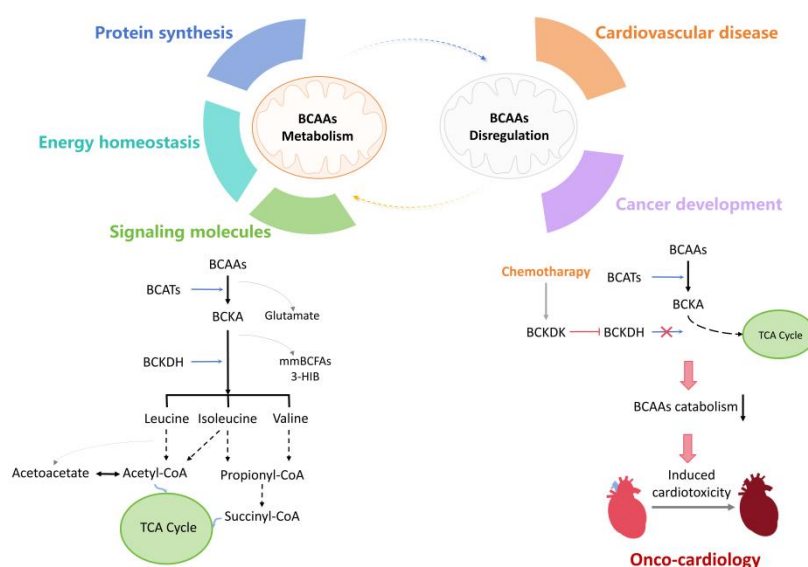 Protein synthesis
Energy homeostasis
Signaling molecules
BCAAs
Metabolism
BCAAs
Disregulation
Cardiovascular disease
Cancer development
BCAAs
BCATs
BCKA
Glutamate
BCKDH
mmBCFAs
3-HIB
Leucine
Isoleucine
Valine
Acetoacetate
Acetyl-CoA
Propionyl-CoA
TCA Cycle
Succinyl-CoA
Chemotharapy
BCAAs
BCATs
BCKA
BCKDK
BCKDH
TCA Cycle
BCAAs catabolism
Induced
cardiotoxicity
Onco-cardiology